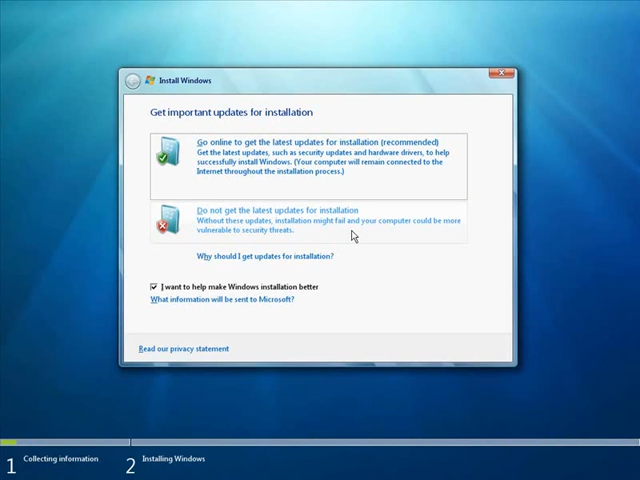 Install Windows
Get important updates for installation
Go online to get the latest updates for installation (recommended)
Get the latest updates, such as security updates and hardware drivers, to help
successfully install Windows. (Your computer will remain connected to the
Internet throughout the installation process.)
Do not get the latest updates for installation
Without these updates, installation might fail and your computer could be more
vulnerable to security threats.
Why should I get updates for installation?
I want to help make Windows installation better
What information will be sent to Microsoft?
Read our privacy statement
1 Collecting information
2 Installing Windows